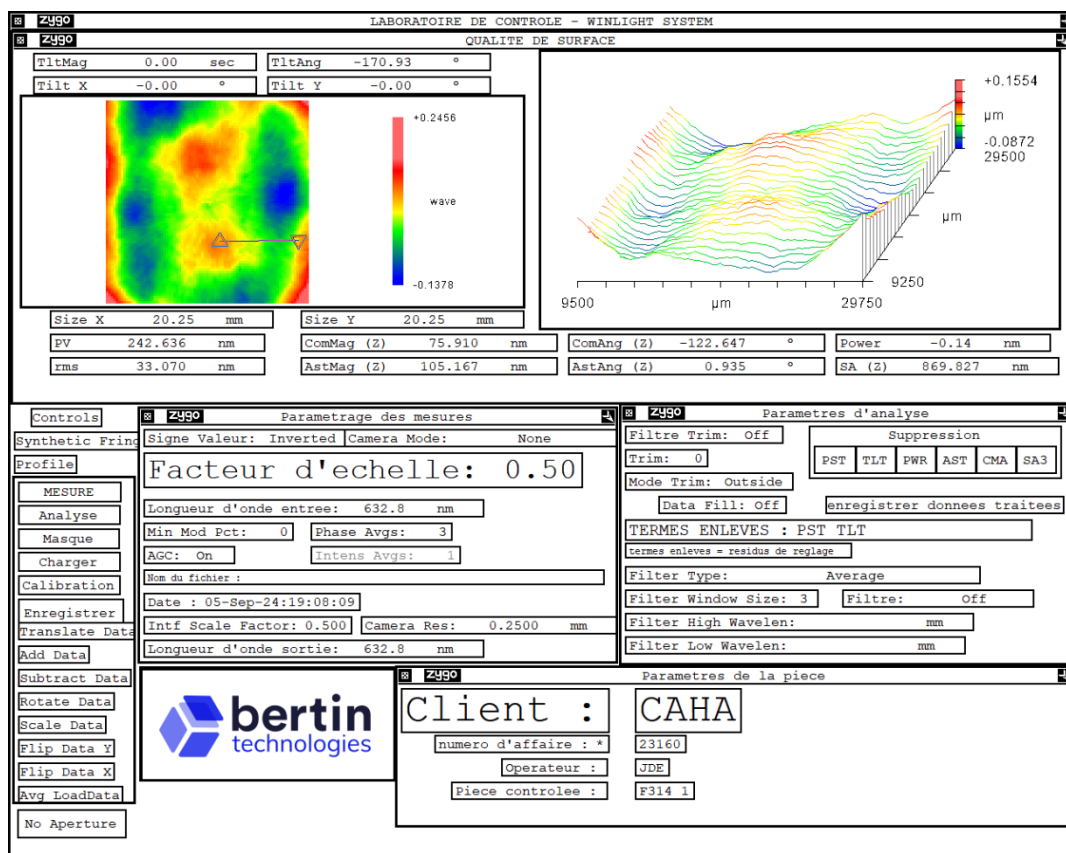 zygo LABORATOIRE DE CONTROLE - WINLIGHT SYSTEM
zygo QUALITE DE SURFACE
TltMag 0.00 sec TltAng -170.93 °
Tilt X -0.00 ° Tilt Y -0.00 °
+0.2456
wave
-0.1378
+0.1554
µm
-0.0872
29500
µm
9250
9500 µm 29750
Size X 20.25 mm Size Y 20.25 mm
PV 242.636 nm ComMag (Z) 75.910 nm ComAng (Z) -122.647 ° Power -0.14 nm
rms 33.070 nm AstMag (Z) 105.167 nm AstAng (Z) 0.935 ° SA (Z) 869.827 nm
Controls
Synthetic Fring
Profile
MESURE
Analyse
Masque
Charger
Calibration
Enregistrer
Translate Data
Add Data
Subtract Data
Rotate Data
Scale Data
Flip Data Y
Flip Data X
Avg LoadData
No Aperture
zygo Parametrage des mesures
Signe Valeur: Inverted Camera Mode: None
Facteur d'echelle: 0.50
Longueur d'onde entree: 632.8 nm
Min Mod Pct: 0 Phase Avgs: 3
AGC: On Intens Avgs: 1
Nom du fichier :
Date : 05-Sep-24:19:08:09
Intf Scale Factor: 0.500 Camera Res: 0.2500 mm
Longueur d'onde sortie: 632.8 nm
zygo Parametres d'analyse
Filtre Trim: Off Suppression
Trim: 0 PST TLT PWR AST CMA SA3
Mode Trim: Outside
Data Fill: Off enregistrer donnees traitees
TERMES ENLEVES : PST TLT
termes enleves = residus de reglage
Filter Type: Average
Filter Window Size: 3 Filtre: Off
Filter High Wavelen: mm
Filter Low Wavelen: mm
bertin
technologies
zygo Parametres de la piece
Client : CAHA
numero d'affaire : * 23160
Operateur : JDE
Piece controlee : F314 1